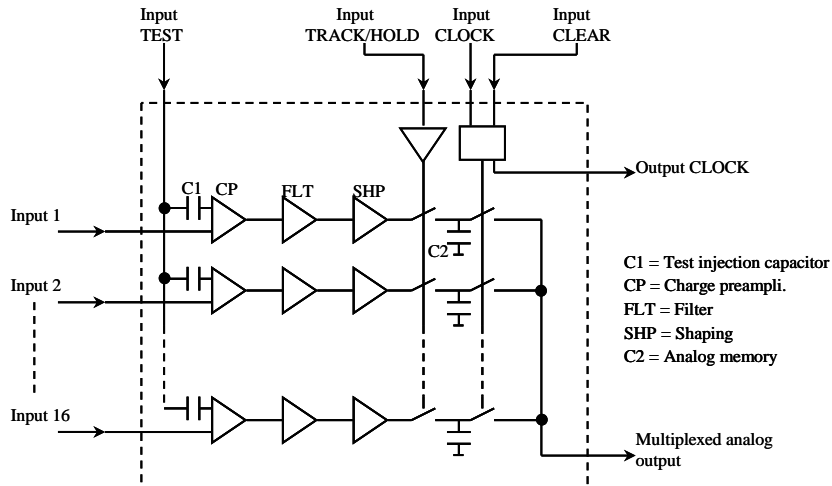 Input
TEST
Input
TRACK/HOLD
Input
CLOCK
Input
CLEAR
Output CLOCK
C1
CP
FLT
SHP
Input 1
C2
Input 2
C1 = Test injection capacitor
CP = Charge preampli.
FLT = Filter
SHP = Shaping
C2 = Analog memory
Input 16
Multiplexed analog
output